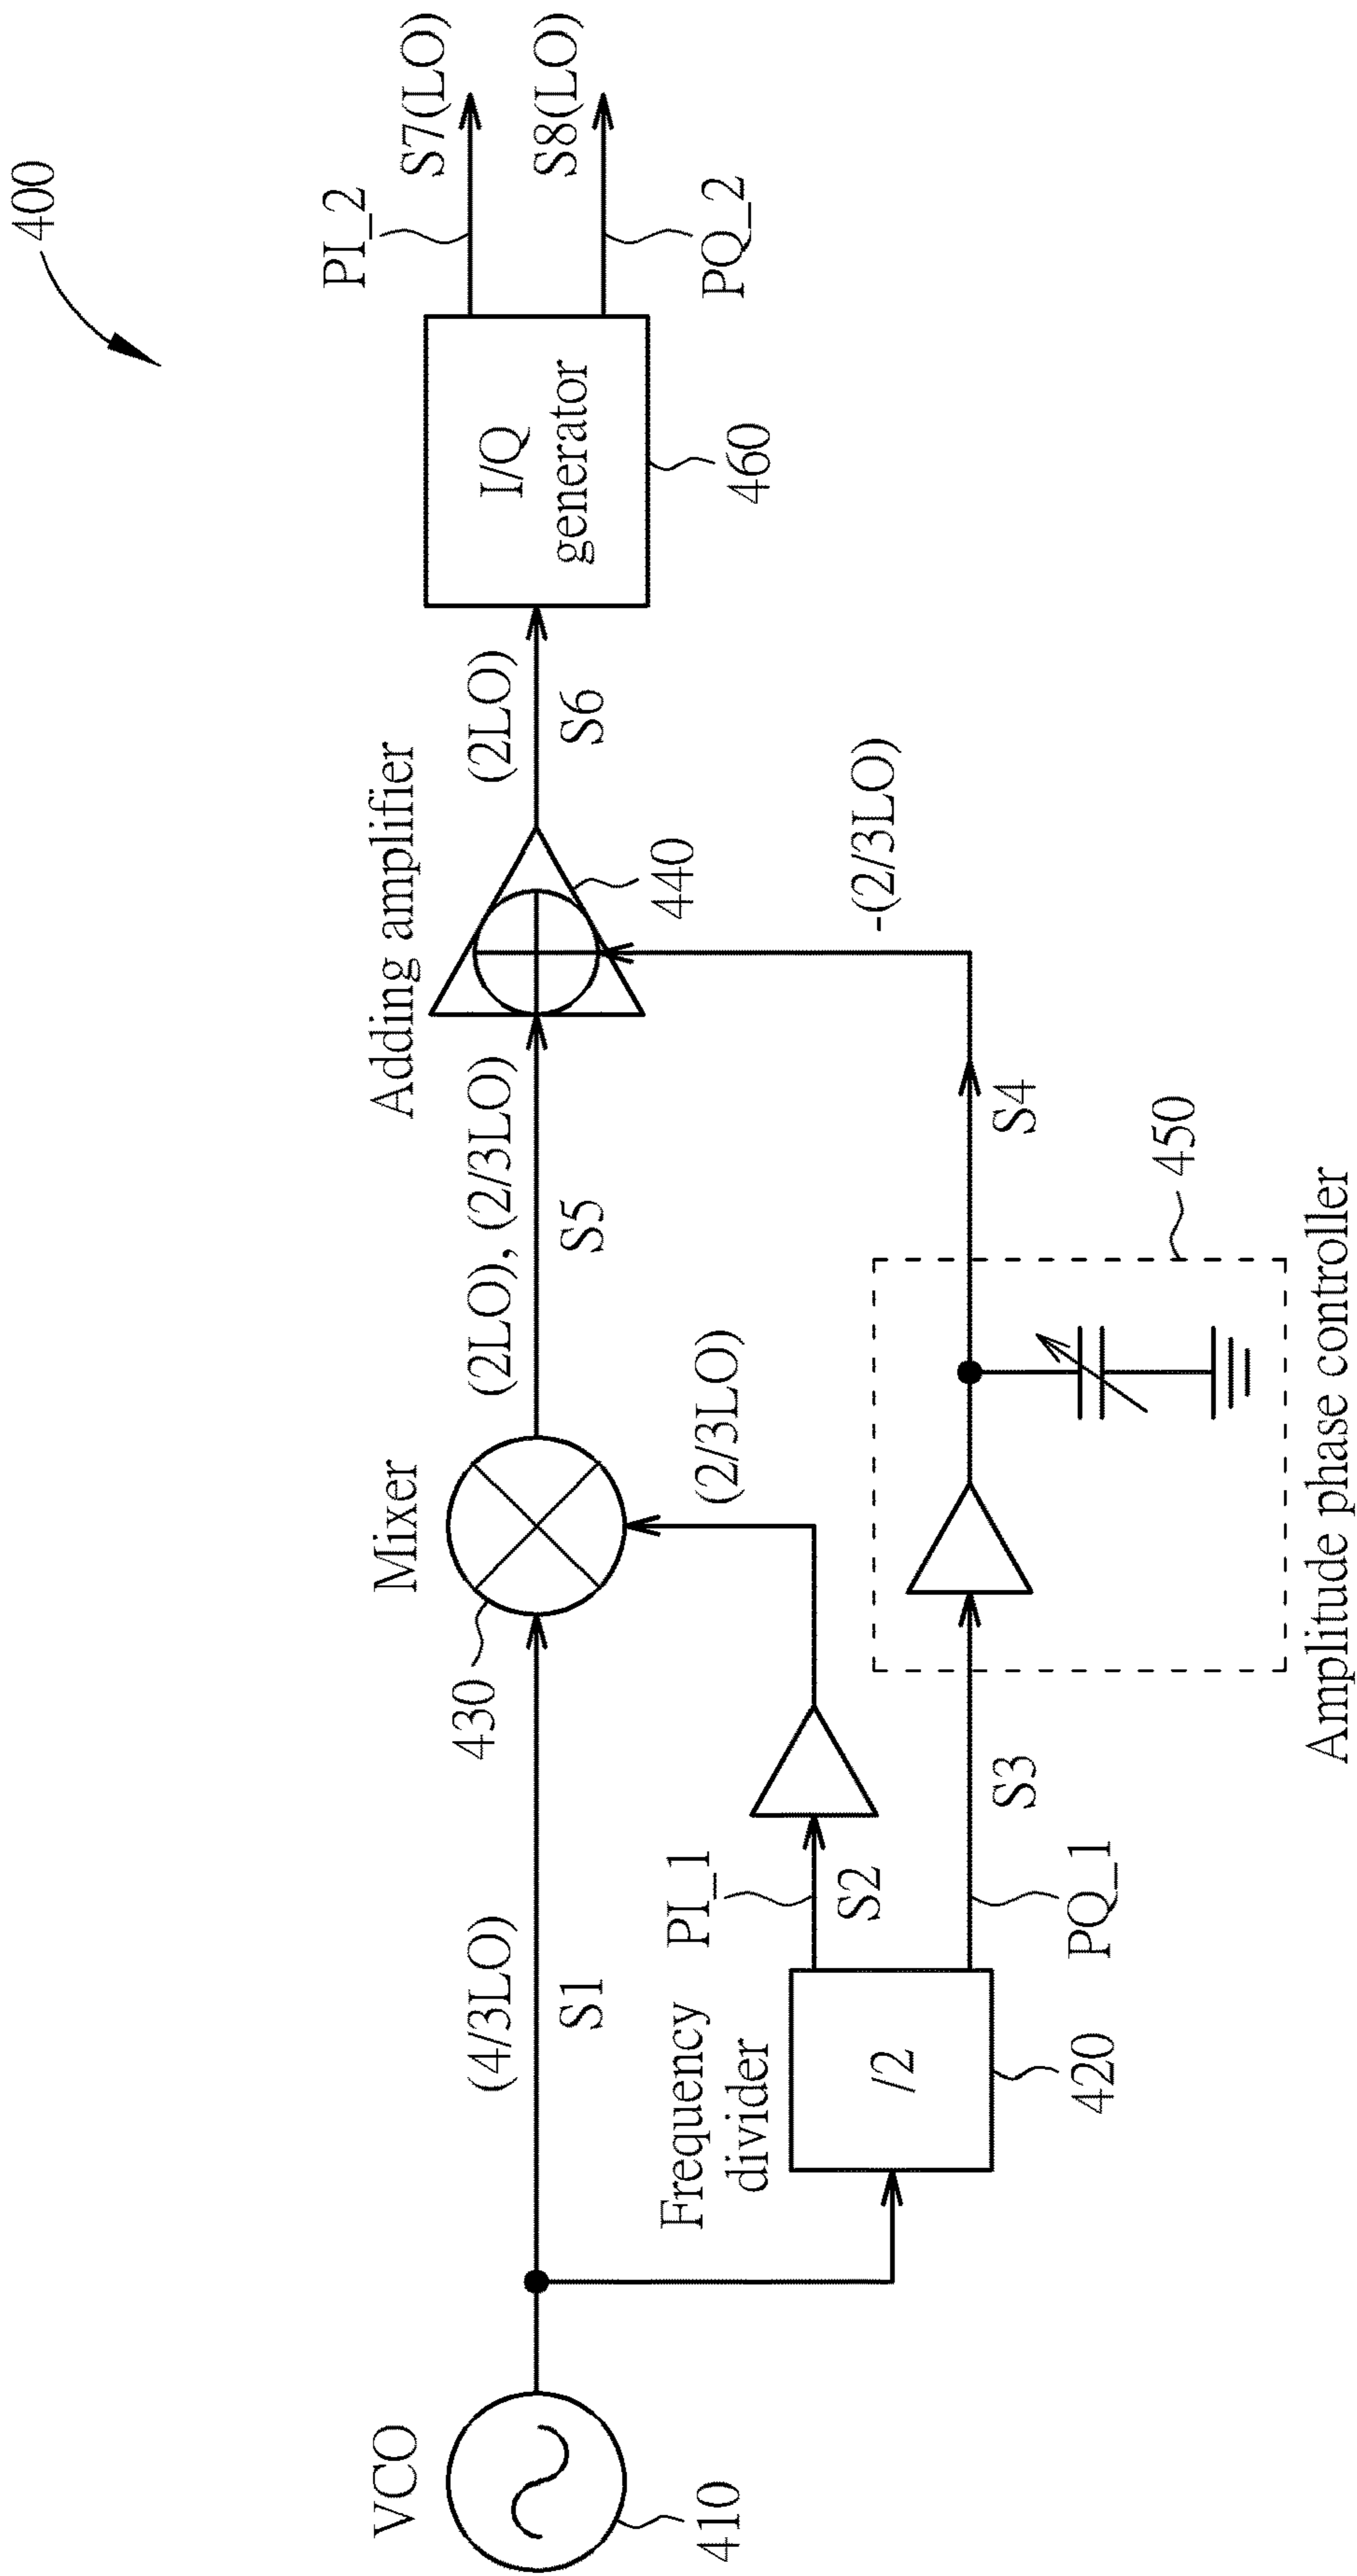 400
VCO
410
(4/3LO)
S1
Frequency
divider
/2
420
PI_1
S2
PQ_1
S3
Mixer
430
(2/3LO)
Amplitude phase controller
450
S4
-(2/3LO)
(2LO), (2/3LO)
S5
Adding amplifier
440
(2LO)
S6
I/Q
generator
460
PI_2
S7(LO)
S8(LO)
PQ_2